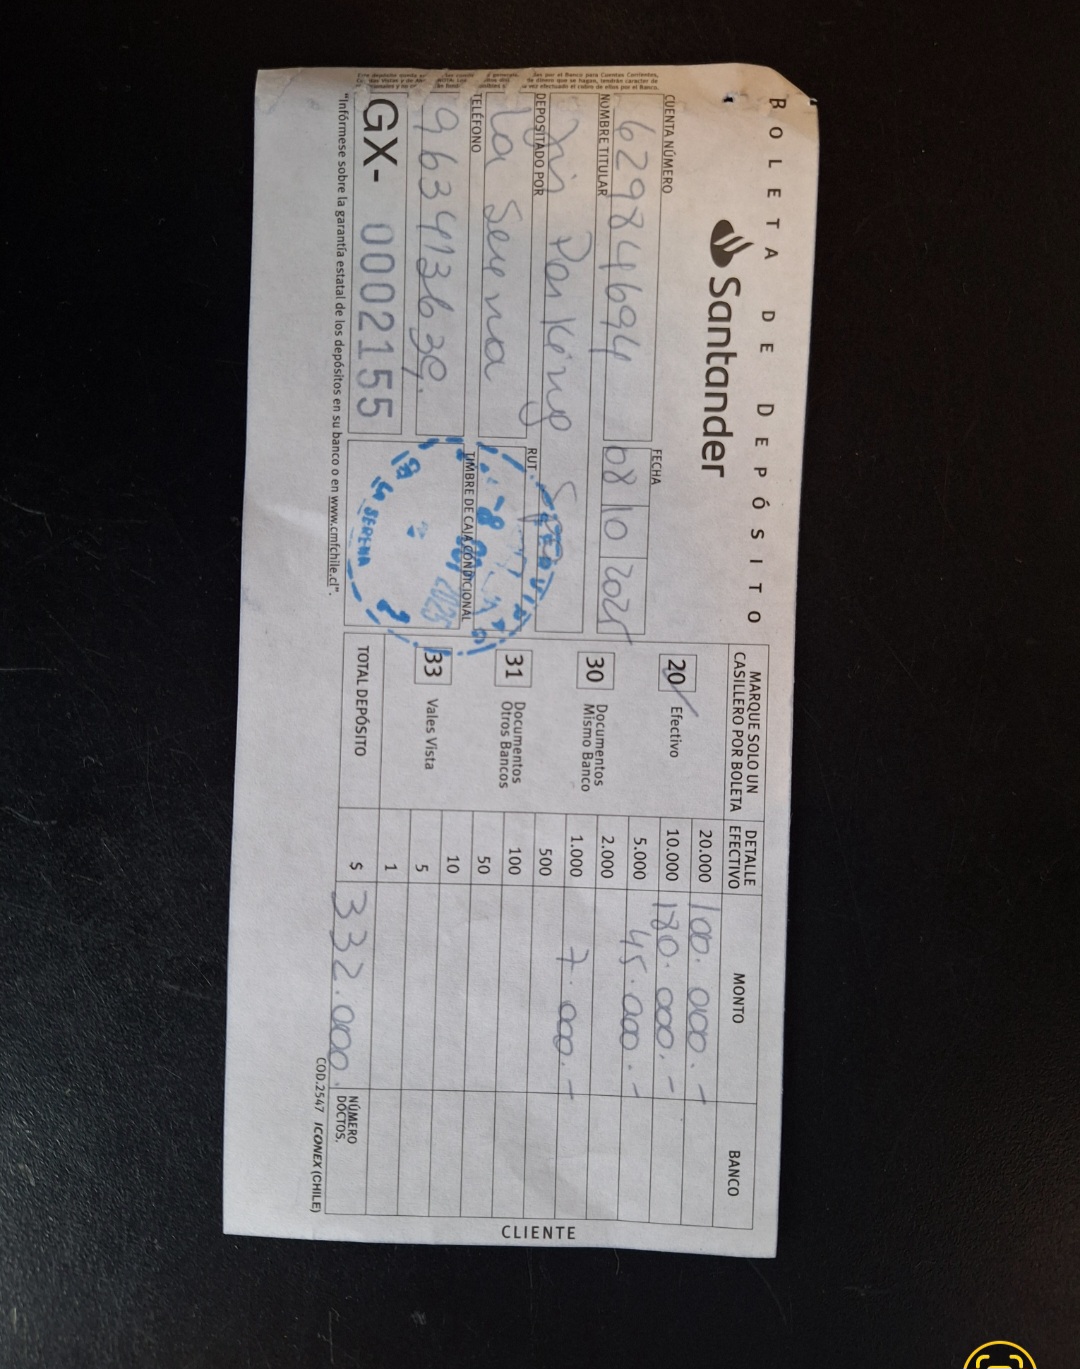 BOLETA DE DEPÓSITO
Santander
CUENTA NÚMERO
FECHA
629846694 08 10 2025
NOMBRE TITULAR
Parking
DEPOSITADO POR
RUT.
La Serena
TELÉFONO
TIMBRE DE CAJA CONDICIONAL
963413639.
GX- 0002155
LA SERENA
2025
"Infórmese sobre la garantía estatal de los depósitos en su banco o en www.cmfchile.cl".
MARQUE SOLO UN CASILLERO POR BOLETA
DETALLE EFECTIVO
MONTO
BANCO
20 Efectivo
30 Documentos Mismo Banco
31 Documentos Otros Bancos
33 Vales Vista
20.000 100.000.-
10.000 180.000.-
5.000 45.000.-
2.000
1.000 7.000.-
500
100
50
10
5
1
TOTAL DEPÓSITO $ 332.000.
NÚMERO DOCTOS.
COD.2547 ICONEX (CHILE)
CLIENTE